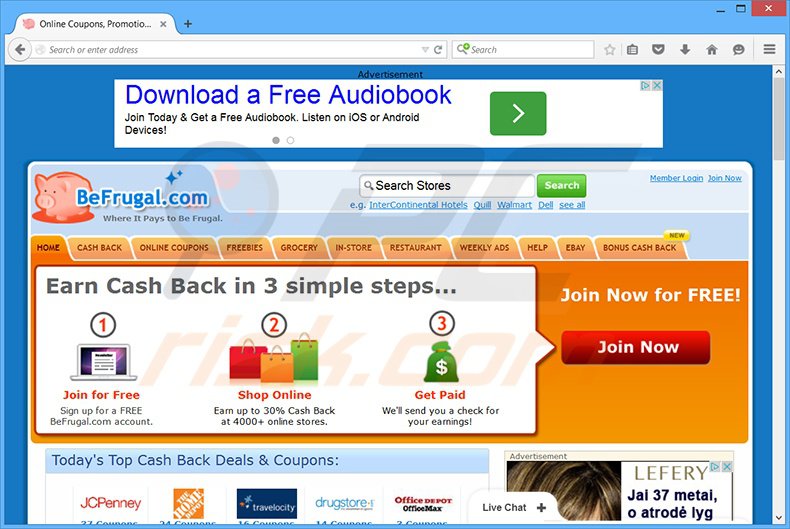 Online Coupons, Promotio...
Search or enter address
Search
Advertisement
Download a Free Audiobook
Join Today & Get a Free Audiobook. Listen on iOS or Android
Devices!
BeFrugal.com
Where It Pays to Be Frugal.
Search Stores
Search
Member Login Join Now
e.g. InterContinental Hotels Quill Walmart Dell see all
NEW
HOME CASH BACK ONLINE COUPONS FREEBIES GROCERY IN-STORE RESTAURANT WEEKLY ADS HELP EBAY BONUS CASH BACK
Earn Cash Back in 3 simple steps...
1 2 3
$
Join for Free
Sign up for a FREE
BeFrugal.com account.
Shop Online
Earn up to 30% Cash Back
at 4000+ online stores.
Get Paid
We'll send you a check for
your earnings!
Join Now for FREE!
Join Now
PC
risk.com
Today's Top Cash Back Deals & Coupons:
JCPenney
THE HOME DEPOT
travelocity
drugstore
Office DEPOT
OfficeMax
37 Coupons 24 Coupons 16 Coupons 14 Coupons 3 Coupons
Advertisement
LEFERY
Jai 37 metai,
o atrodė lyg
Live Chat +